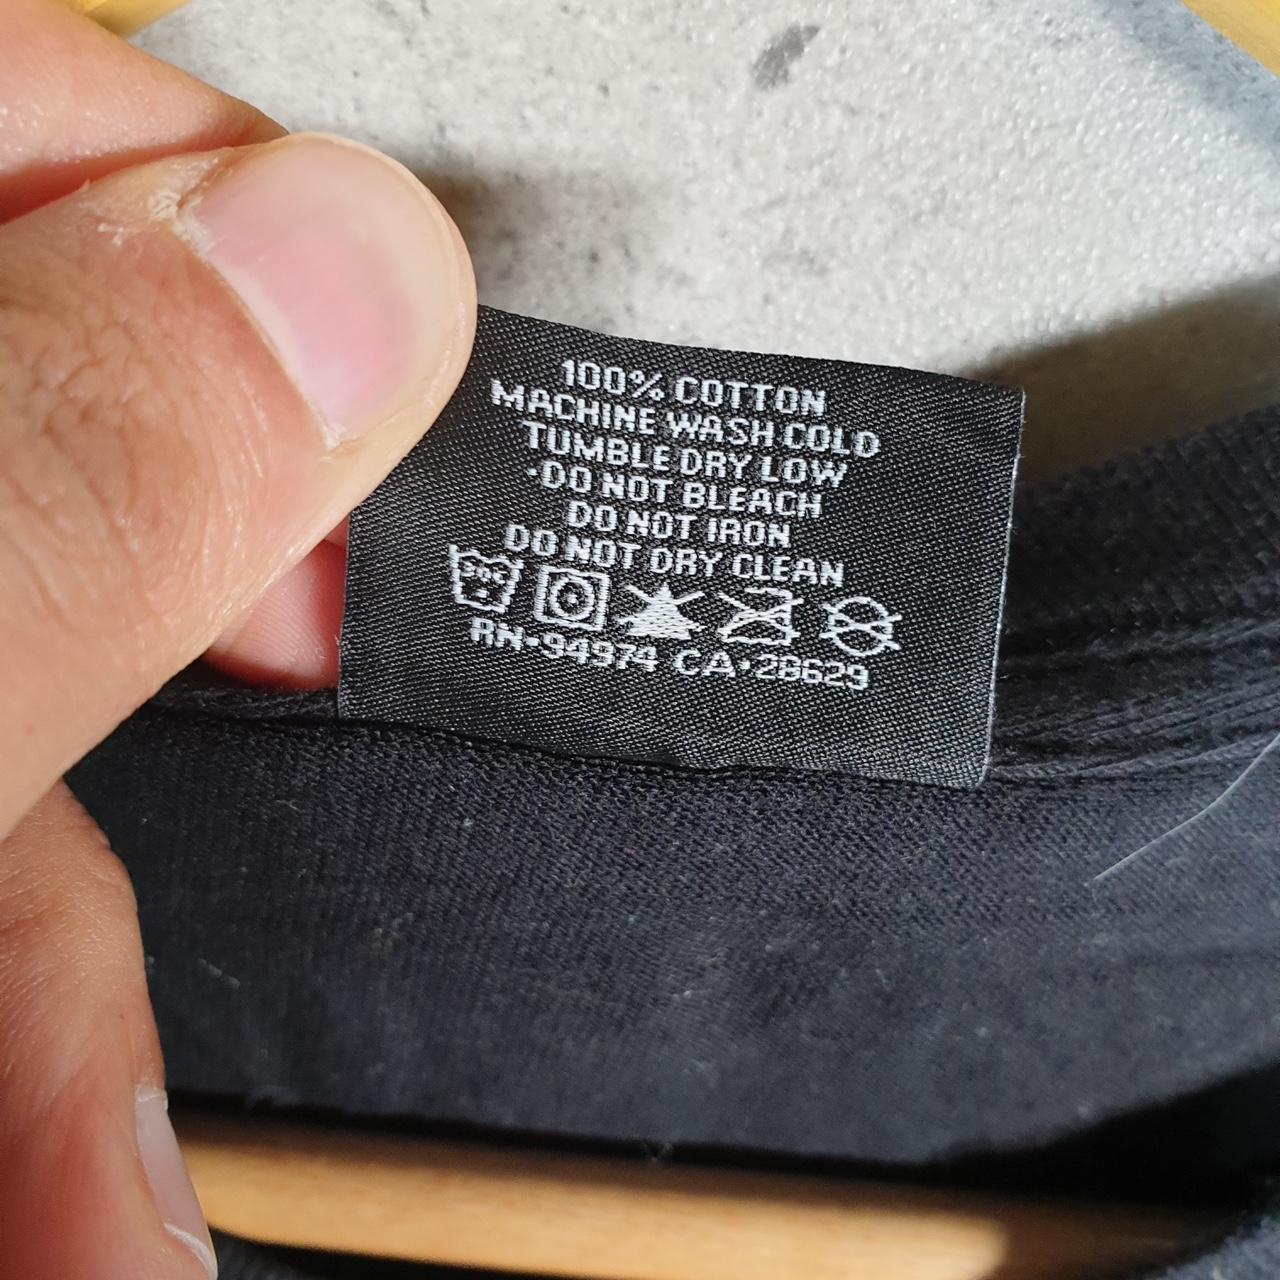 100% COTTON
MACHINE WASH COLD
TUMBLE DRY LOW
·DO NOT BLEACH
DO NOT IRON
DO NOT DRY CLEAN
RN·94974 CA·28629